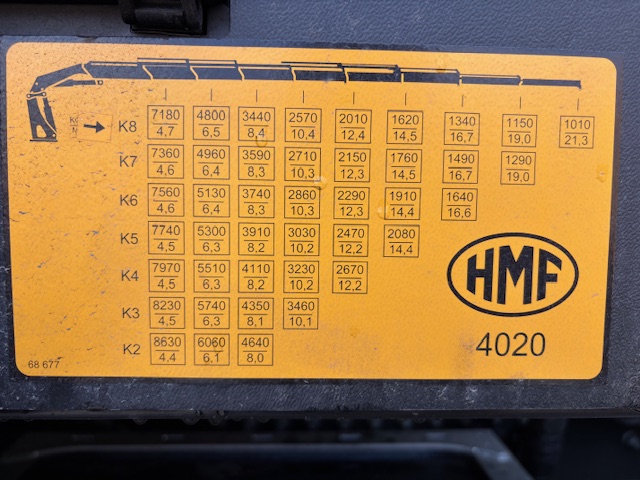 K8 7180 4800 3440 2570 2010 1620 1340 1150 1010
4,7 6,5 8,4 10,4 12,4 14,5 16,7 19,0 21,3
K7 7360 4960 3590 2710 2150 1760 1490 1290
4,6 6,4 8,3 10,3 12,3 14,5 16,7 19,0
K6 7560 5130 3740 2860 2290 1910 1640
4,6 6,4 8,3 10,3 12,3 14,4 16,6
K5 7740 5300 3910 3030 2470 2080
4,5 6,3 8,2 10,2 12,2 14,4
K4 7970 5510 4110 3230 2670
4,5 6,3 8,2 10,2 12,2
K3 8230 5740 4350 3460
4,5 6,3 8,1 10,1
K2 8630 6060 4640
4,4 6,1 8,0
HMF
4020
68 677